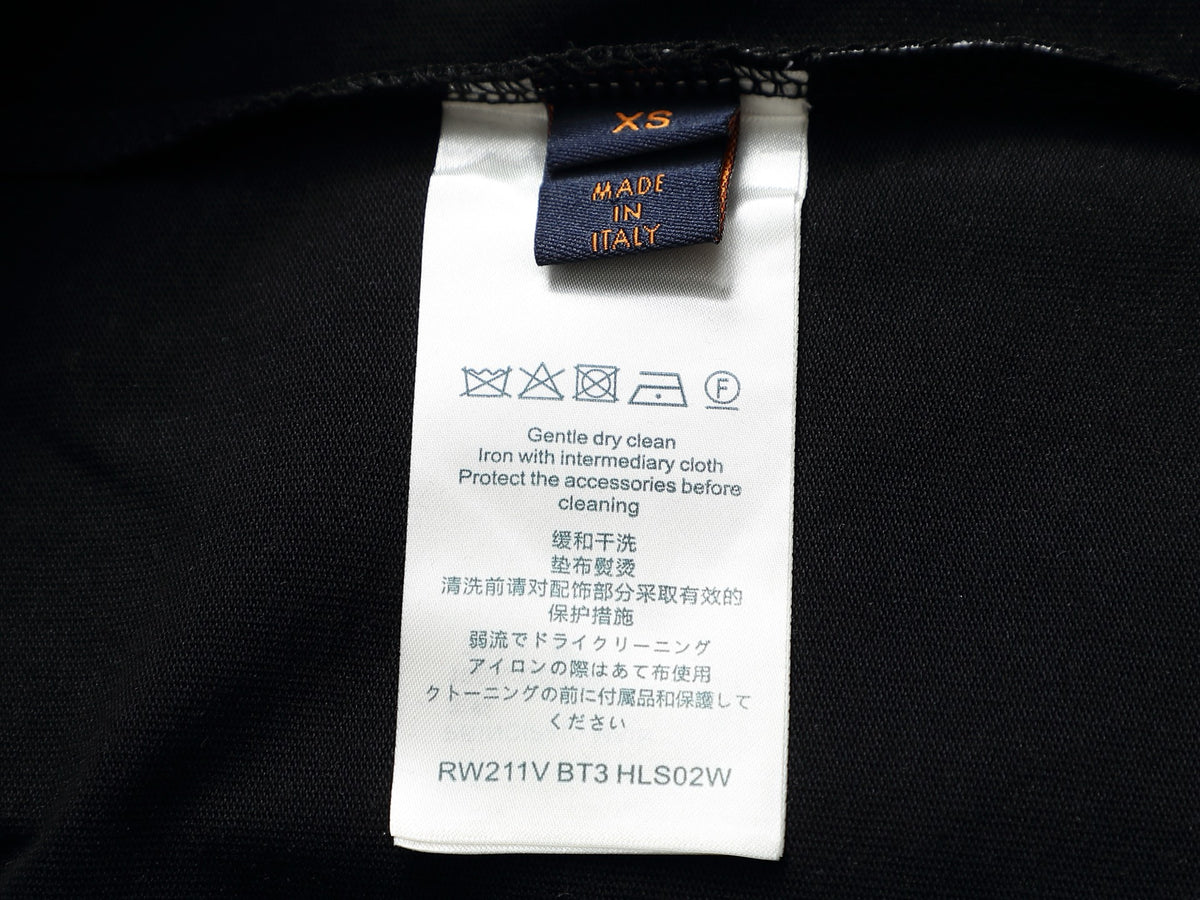 XS
MADE
IN
ITALY
F
Gentle dry clean
Iron with intermediary cloth
Protect the accessories before
cleaning
缓和干洗
垫布熨烫
清洗前请对配饰部分采取有效的
保护措施
弱流でドライクリーニング
アイロンの際はあて布使用
クトーニングの前に付属品和保護して
ください
RW211V BT3 HLS02W